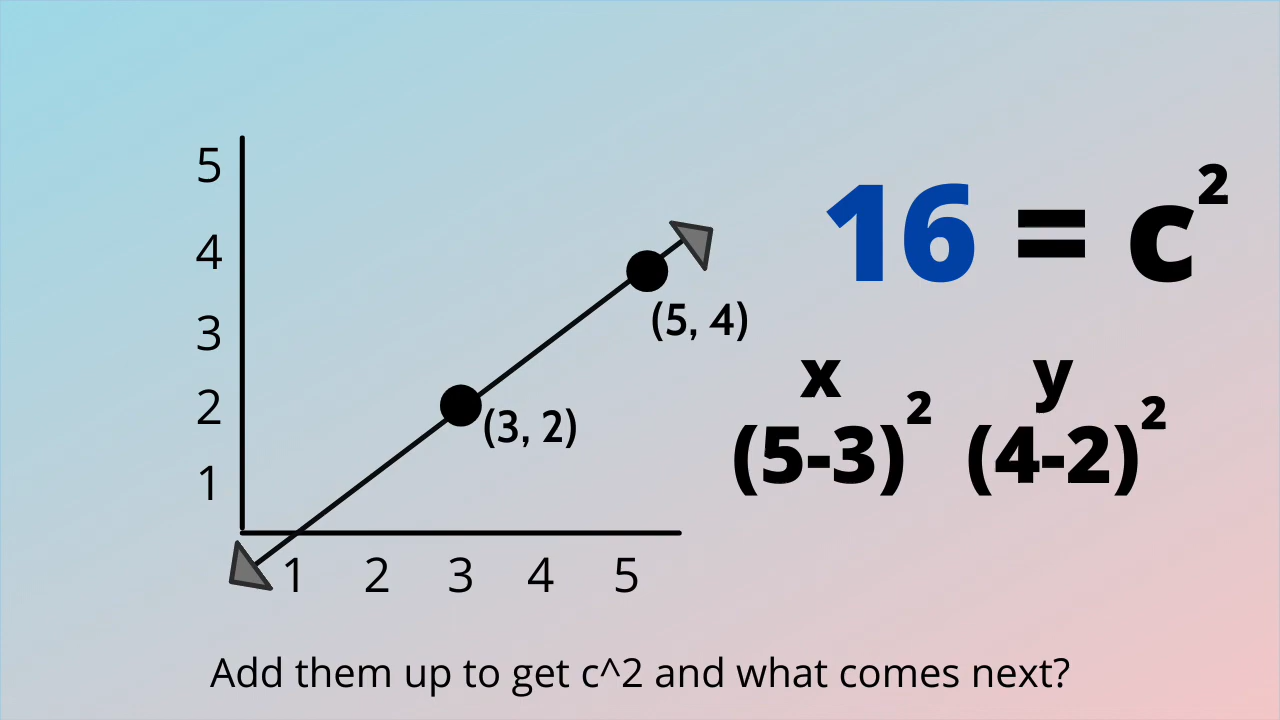 5
4
3
2
1
1 2 3 4 5
(5, 4)
(3, 2)
16 = c²
x y
(5-3)² (4-2)²
Add them up to get c^2 and what comes next?